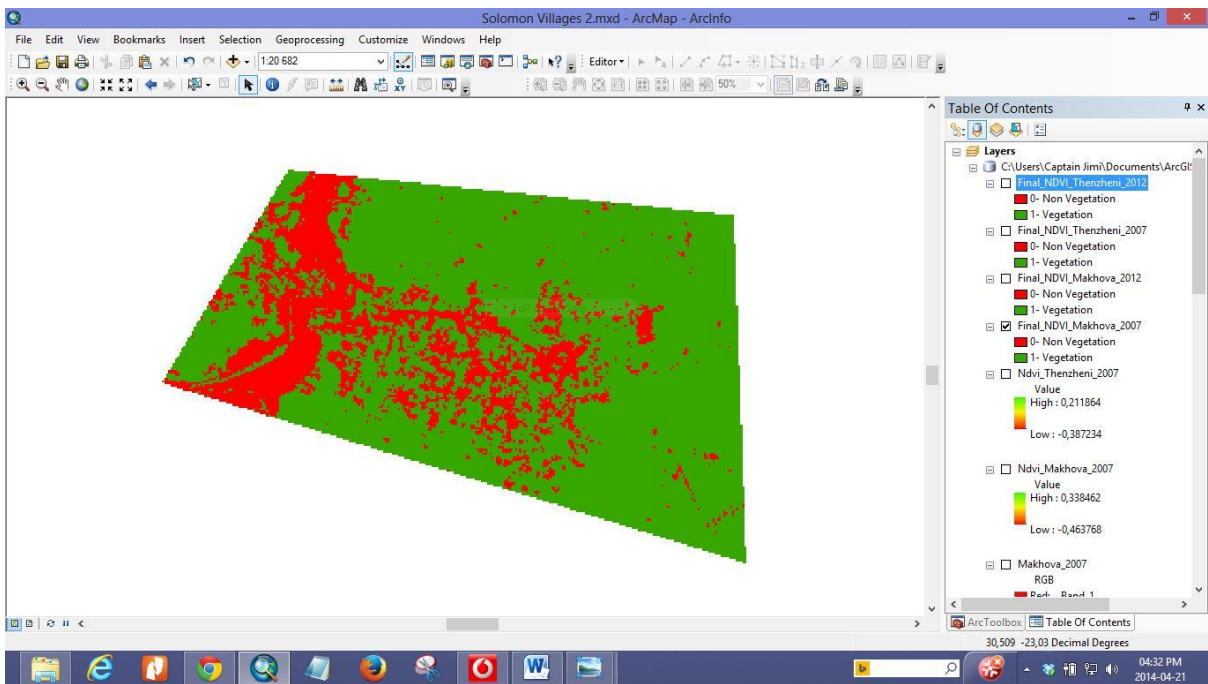 Solomon Villages 2.mxd - ArcMap - ArcInfo
File Edit View Bookmarks Insert Selection Geoprocessing Customize Windows Help
1:20 682
Editor
50%
Table Of Contents
Layers
C:\Users\Captain Jimi\Documents\ArcGIS
Final_NDVI_Thenzheni_2012
0- Non Vegetation
1- Vegetation
Final_NDVI_Thenzheni_2007
0- Non Vegetation
1- Vegetation
Final_NDVI_Makhova_2012
0- Non Vegetation
1- Vegetation
Final_NDVI_Makhova_2007
0- Non Vegetation
1- Vegetation
Ndvi_Thenzheni_2007
Value
High : 0,211864
Low : -0,387234
Ndvi_Makhova_2007
Value
High : 0,338462
Low : -0,463768
Makhova_2007
RGB
Red: Band_1
ArcToolbox Table Of Contents
30,509 -23,03 Decimal Degrees
04:32 PM
2014-04-21